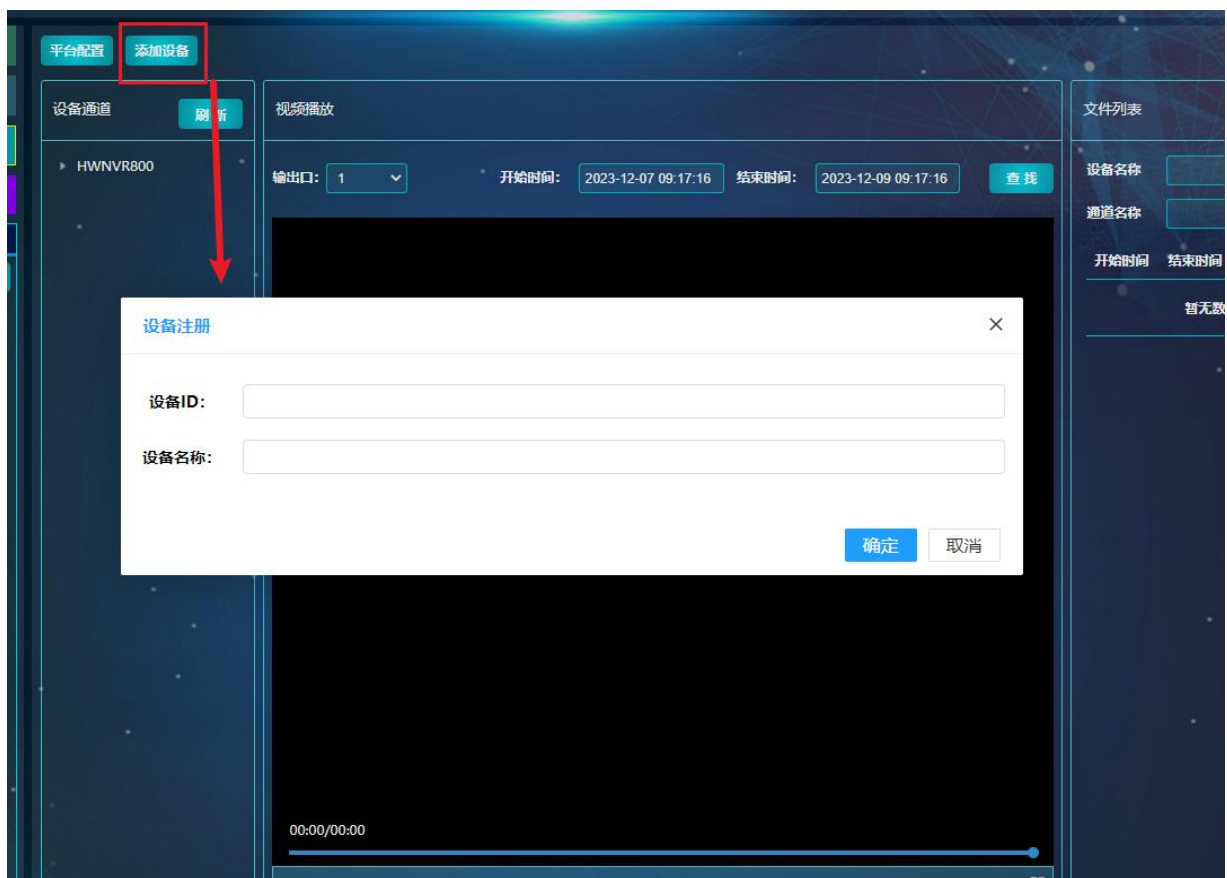 平台配置 添加设备
设备通道 刷新
视频播放
文件列表
HWNVR800
输出口： 1 开始时间： 2023-12-07 09:17:16 结束时间： 2023-12-09 09:17:16 查找
设备名称
通道名称
开始时间 结束时间
暂无数
设备注册
设备ID：
设备名称：
确定 取消
00:00/00:00